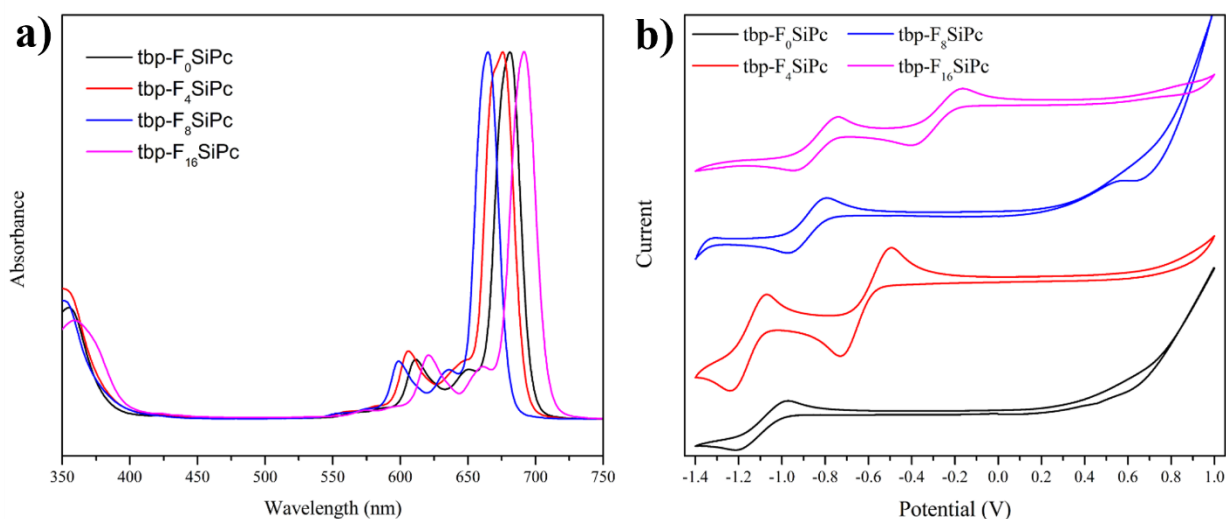 a)
tbp-F₀SiPc
tbp-F₄SiPc
tbp-F₈SiPc
tbp-F₁₆SiPc
Absorbance
350 400 450 500 550 600 650 700 750
Wavelength (nm)
b)
tbp-F₀SiPc tbp-F₈SiPc
tbp-F₄SiPc tbp-F₁₆SiPc
Current
-1.4 -1.2 -1.0 -0.8 -0.6 -0.4 -0.2 0.0 0.2 0.4 0.6 0.8 1.0
Potential (V)